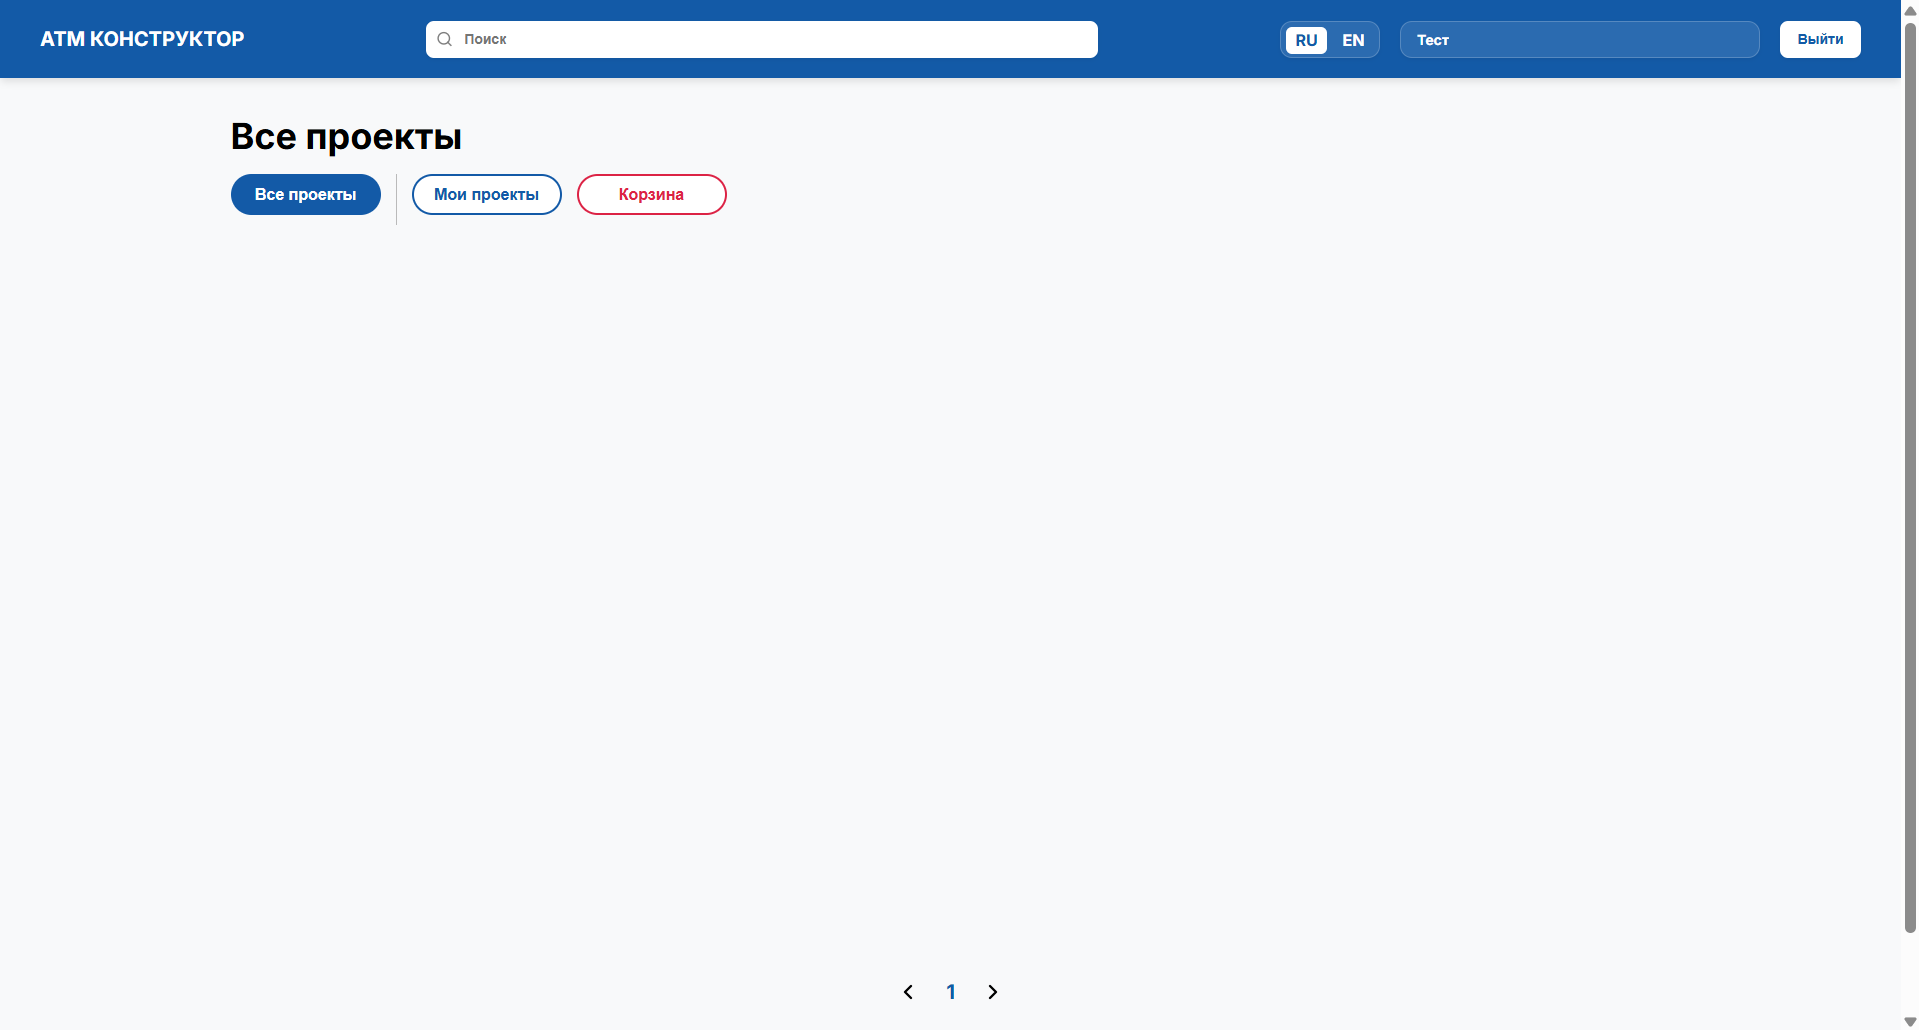 АТМ КОНСТРУКТОР
Поиск
RU EN
Тест
Выйти
Все проекты
Все проекты
Мои проекты
Корзина
1